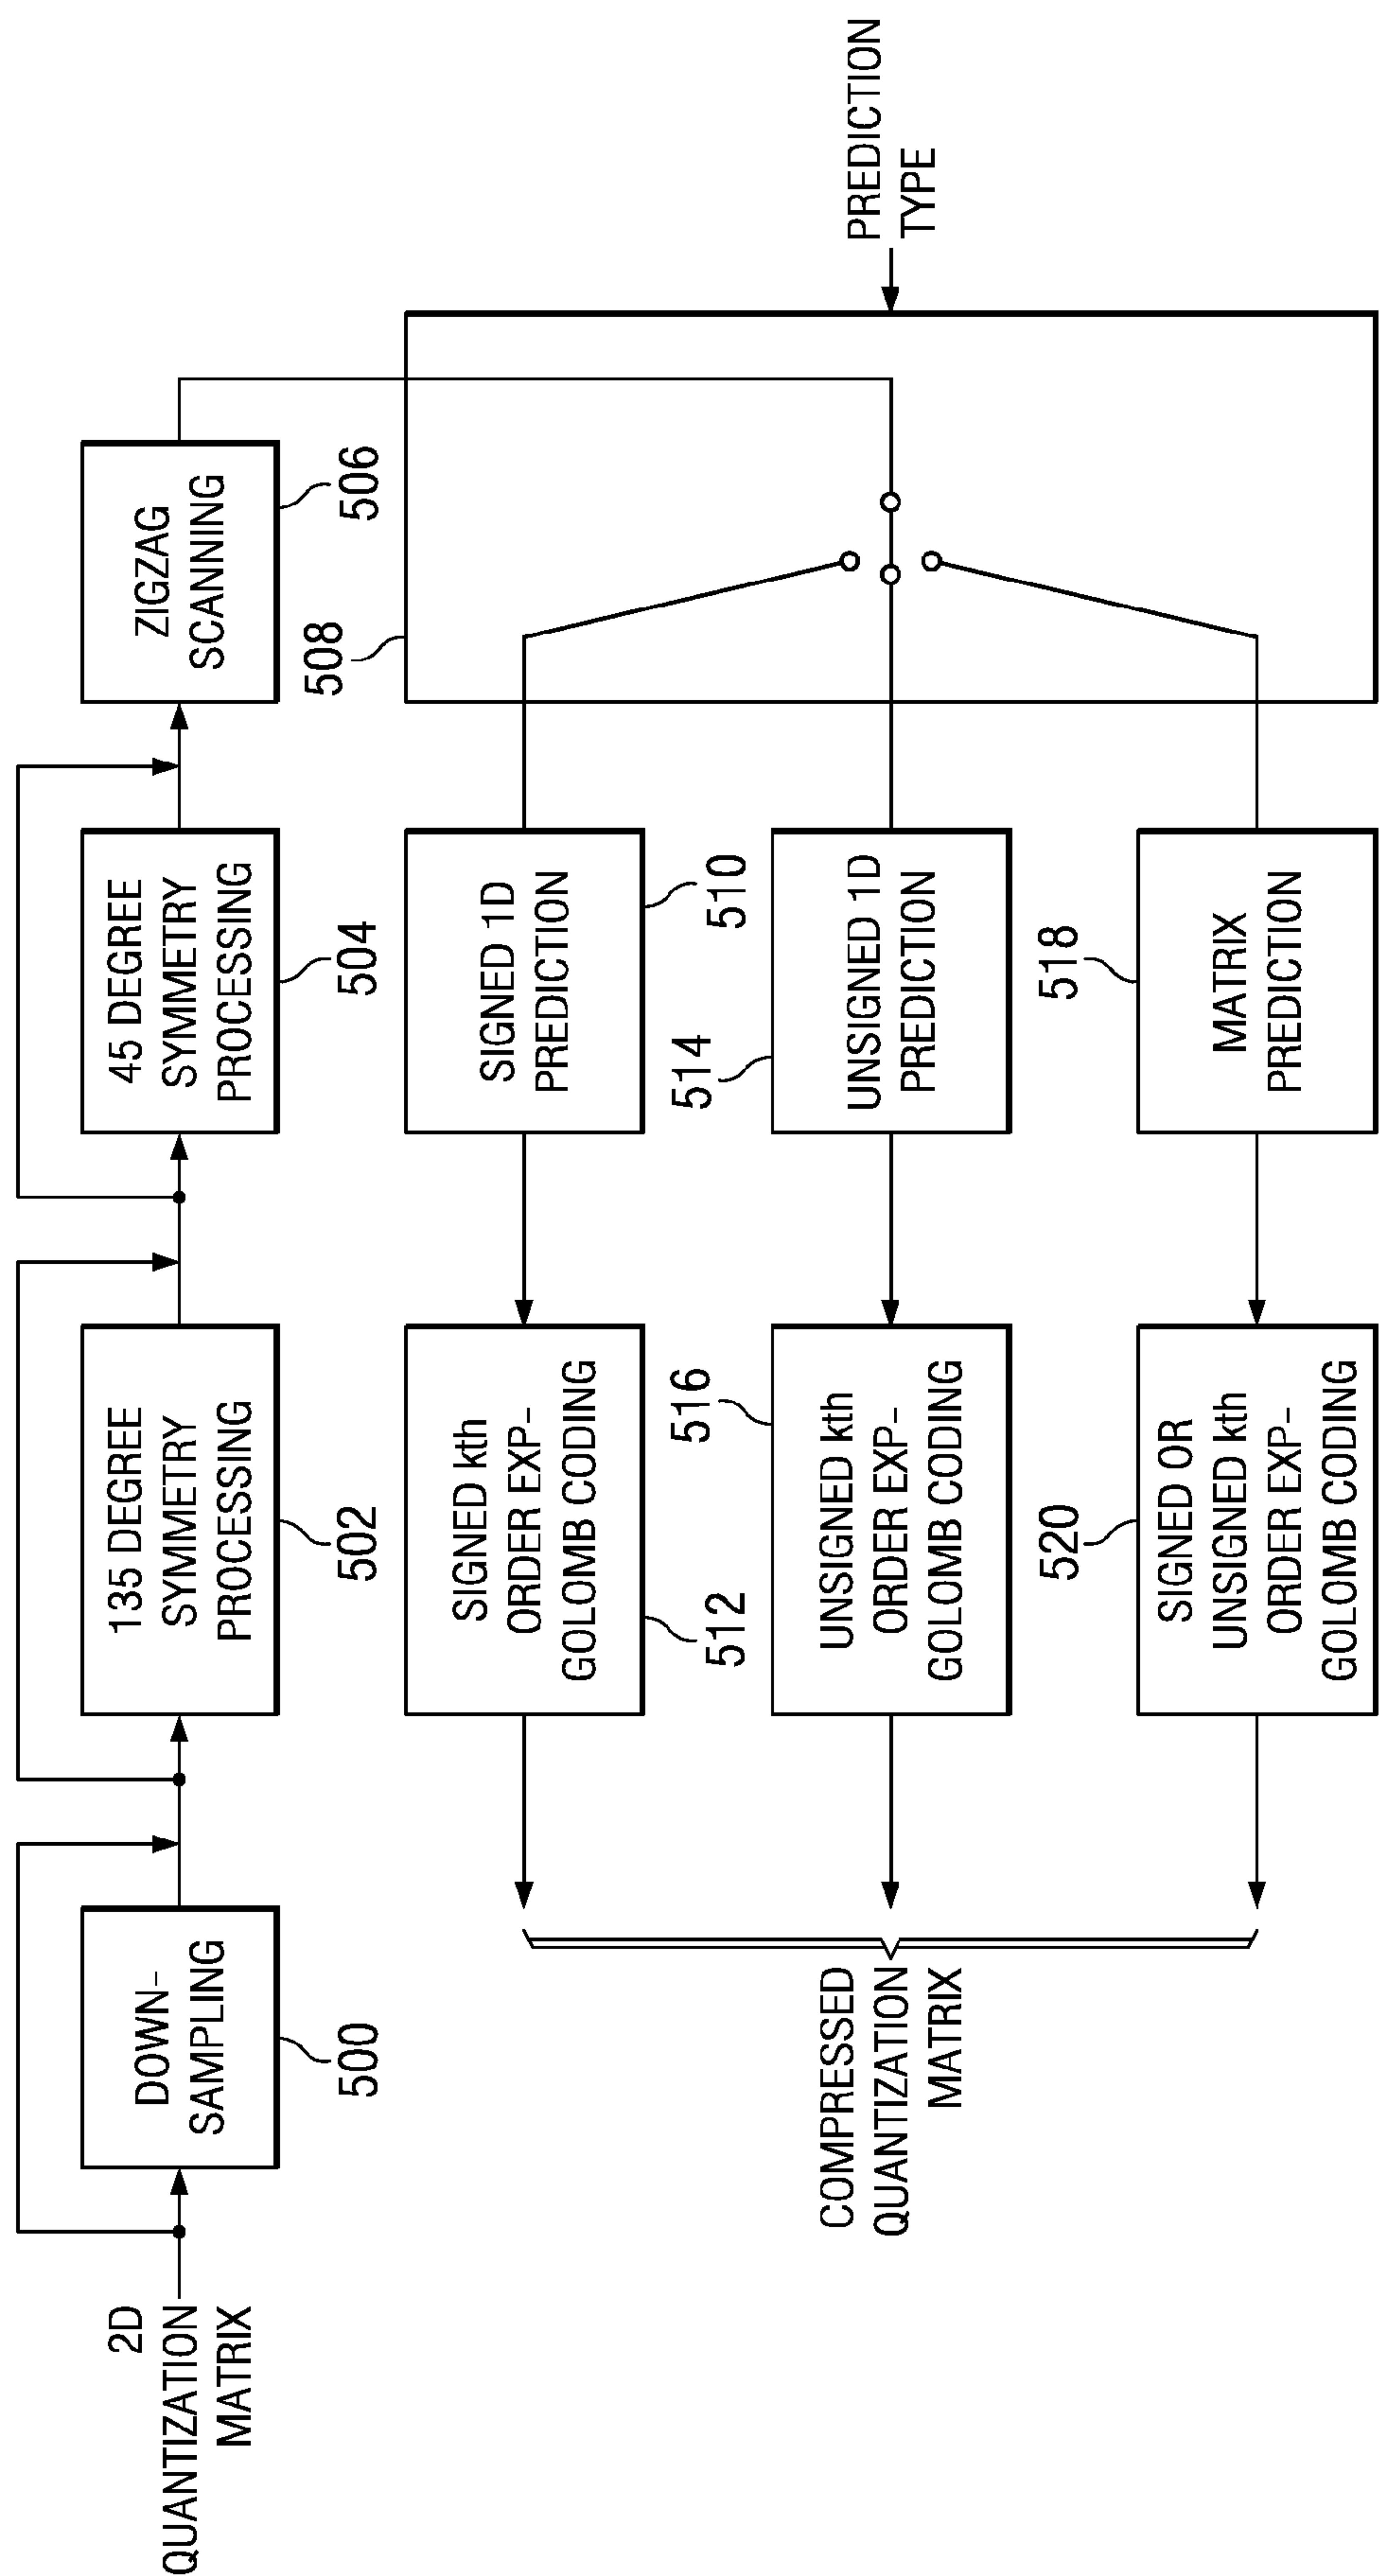 2D
QUANTIZATION
MATRIX
DOWN-
SAMPLING
500
135 DEGREE
SYMMETRY
PROCESSING
502
45 DEGREE
SYMMETRY
PROCESSING
504
ZIGZAG
SCANNING
506
508
PREDICTION
TYPE
SIGNED 1D
PREDICTION
510
SIGNED kth
ORDER EXP-
GOLOMB CODING
512
UNSIGNED 1D
PREDICTION
514
UNSIGNED kth
ORDER EXP-
GOLOMB CODING
516
MATRIX
PREDICTION
518
SIGNED OR
UNSIGNED kth
ORDER EXP-
GOLOMB CODING
520
COMPRESSED
QUANTIZATION
MATRIX